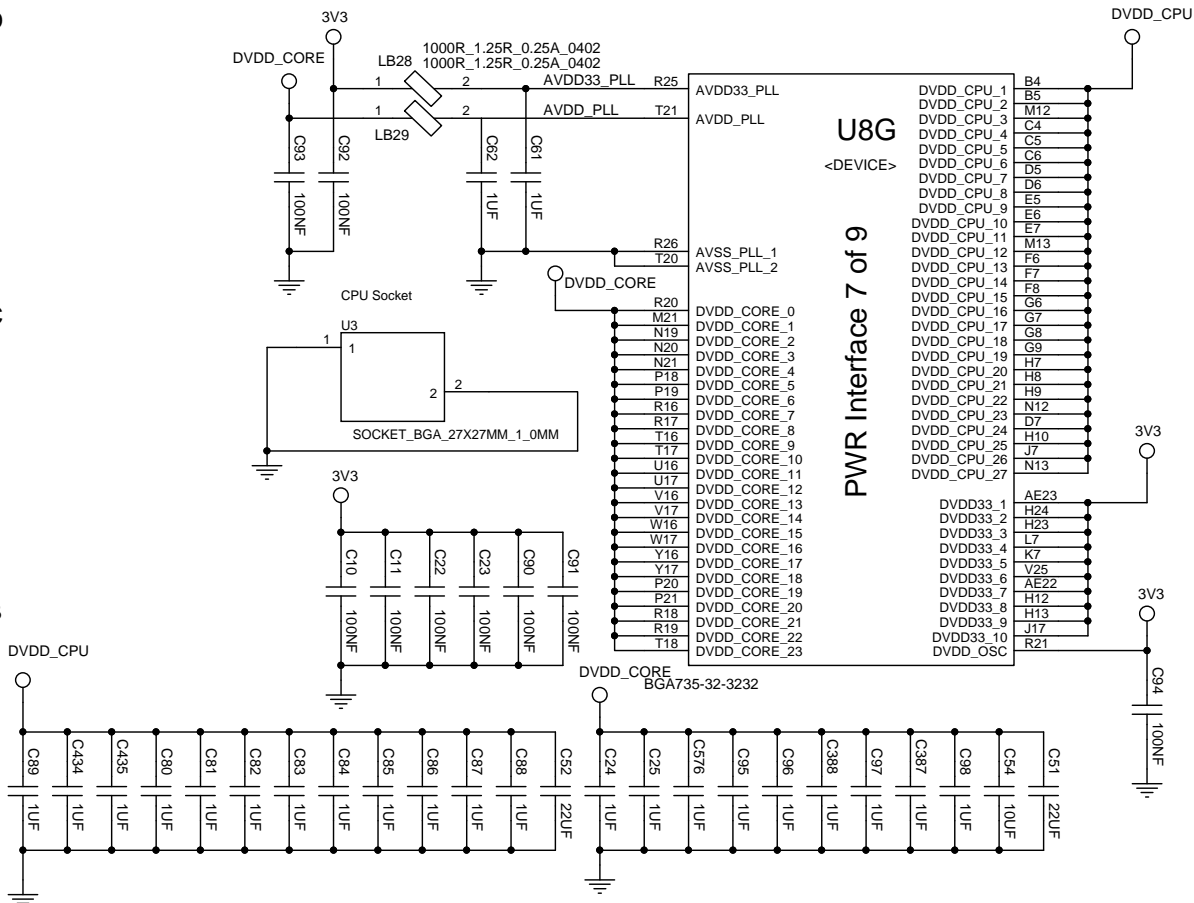 DVDD_CPU
3V3
DVDD_CORE
1000R_1.25R_0.25A_0402
1000R_1.25R_0.25A_0402
LB28
1 2 AVDD33_PLL R25 AVDD33_PLL
1 2 AVDD_PLL T21 AVDD_PLL
LB29
C93 100NF
C92 100NF
C62 1UF
C61 1UF
R26 AVSS_PLL_1
T20 AVSS_PLL_2
DVDD_CORE
U8G
<DEVICE>
PWR Interface 7 of 9
R20 DVDD_CORE_0
M21 DVDD_CORE_1
N19 DVDD_CORE_2
N20 DVDD_CORE_3
N21 DVDD_CORE_4
P18 DVDD_CORE_5
P19 DVDD_CORE_6
R16 DVDD_CORE_7
R17 DVDD_CORE_8
T16 DVDD_CORE_9
T17 DVDD_CORE_10
U16 DVDD_CORE_11
U17 DVDD_CORE_12
V16 DVDD_CORE_13
V17 DVDD_CORE_14
W16 DVDD_CORE_15
W17 DVDD_CORE_16
Y16 DVDD_CORE_17
Y17 DVDD_CORE_18
P20 DVDD_CORE_19
P21 DVDD_CORE_20
R18 DVDD_CORE_21
R19 DVDD_CORE_22
T18 DVDD_CORE_23
BGA735-32-3232
DVDD_CPU_1 B4
DVDD_CPU_2 B5
DVDD_CPU_3 M12
DVDD_CPU_4 C4
DVDD_CPU_5 C5
DVDD_CPU_6 C6
DVDD_CPU_7 D5
DVDD_CPU_8 D6
DVDD_CPU_9 E5
DVDD_CPU_10 E6
DVDD_CPU_11 E7
DVDD_CPU_12 M13
DVDD_CPU_13 F6
DVDD_CPU_14 F7
DVDD_CPU_15 F8
DVDD_CPU_16 G6
DVDD_CPU_17 G7
DVDD_CPU_18 G8
DVDD_CPU_19 G9
DVDD_CPU_20 H7
DVDD_CPU_21 H8
DVDD_CPU_22 H9
DVDD_CPU_23 N12
DVDD_CPU_24 D7
DVDD_CPU_25 H10
DVDD_CPU_26 J7
DVDD_CPU_27 N13
3V3
DVDD33_1 AE23
DVDD33_2 H24
DVDD33_3 H23
DVDD33_4 L7
DVDD33_5 K7
DVDD33_6 V25
DVDD33_7 AE22
DVDD33_8 H12
DVDD33_9 H13
DVDD33_10 J17
DVDD_OSC R21
3V3
C94 100NF
C
CPU Socket
U3
1 1
2 2
SOCKET_BGA_27X27MM_1_0MM
3V3
C10 100NF
C11 100NF
C22 100NF
C23 100NF
C90 100NF
C91 100NF
DVDD_CPU
C89 1UF
C434 1UF
C435 1UF
C80 1UF
C81 1UF
C82 1UF
C83 1UF
C84 1UF
C85 1UF
C86 1UF
C87 1UF
C88 1UF
C52 22UF
DVDD_CORE
C24 1UF
C25 1UF
C576 1UF
C95 1UF
C96 1UF
C388 1UF
C97 1UF
C387 1UF
C98 1UF
C54 10UF
C51 22UF